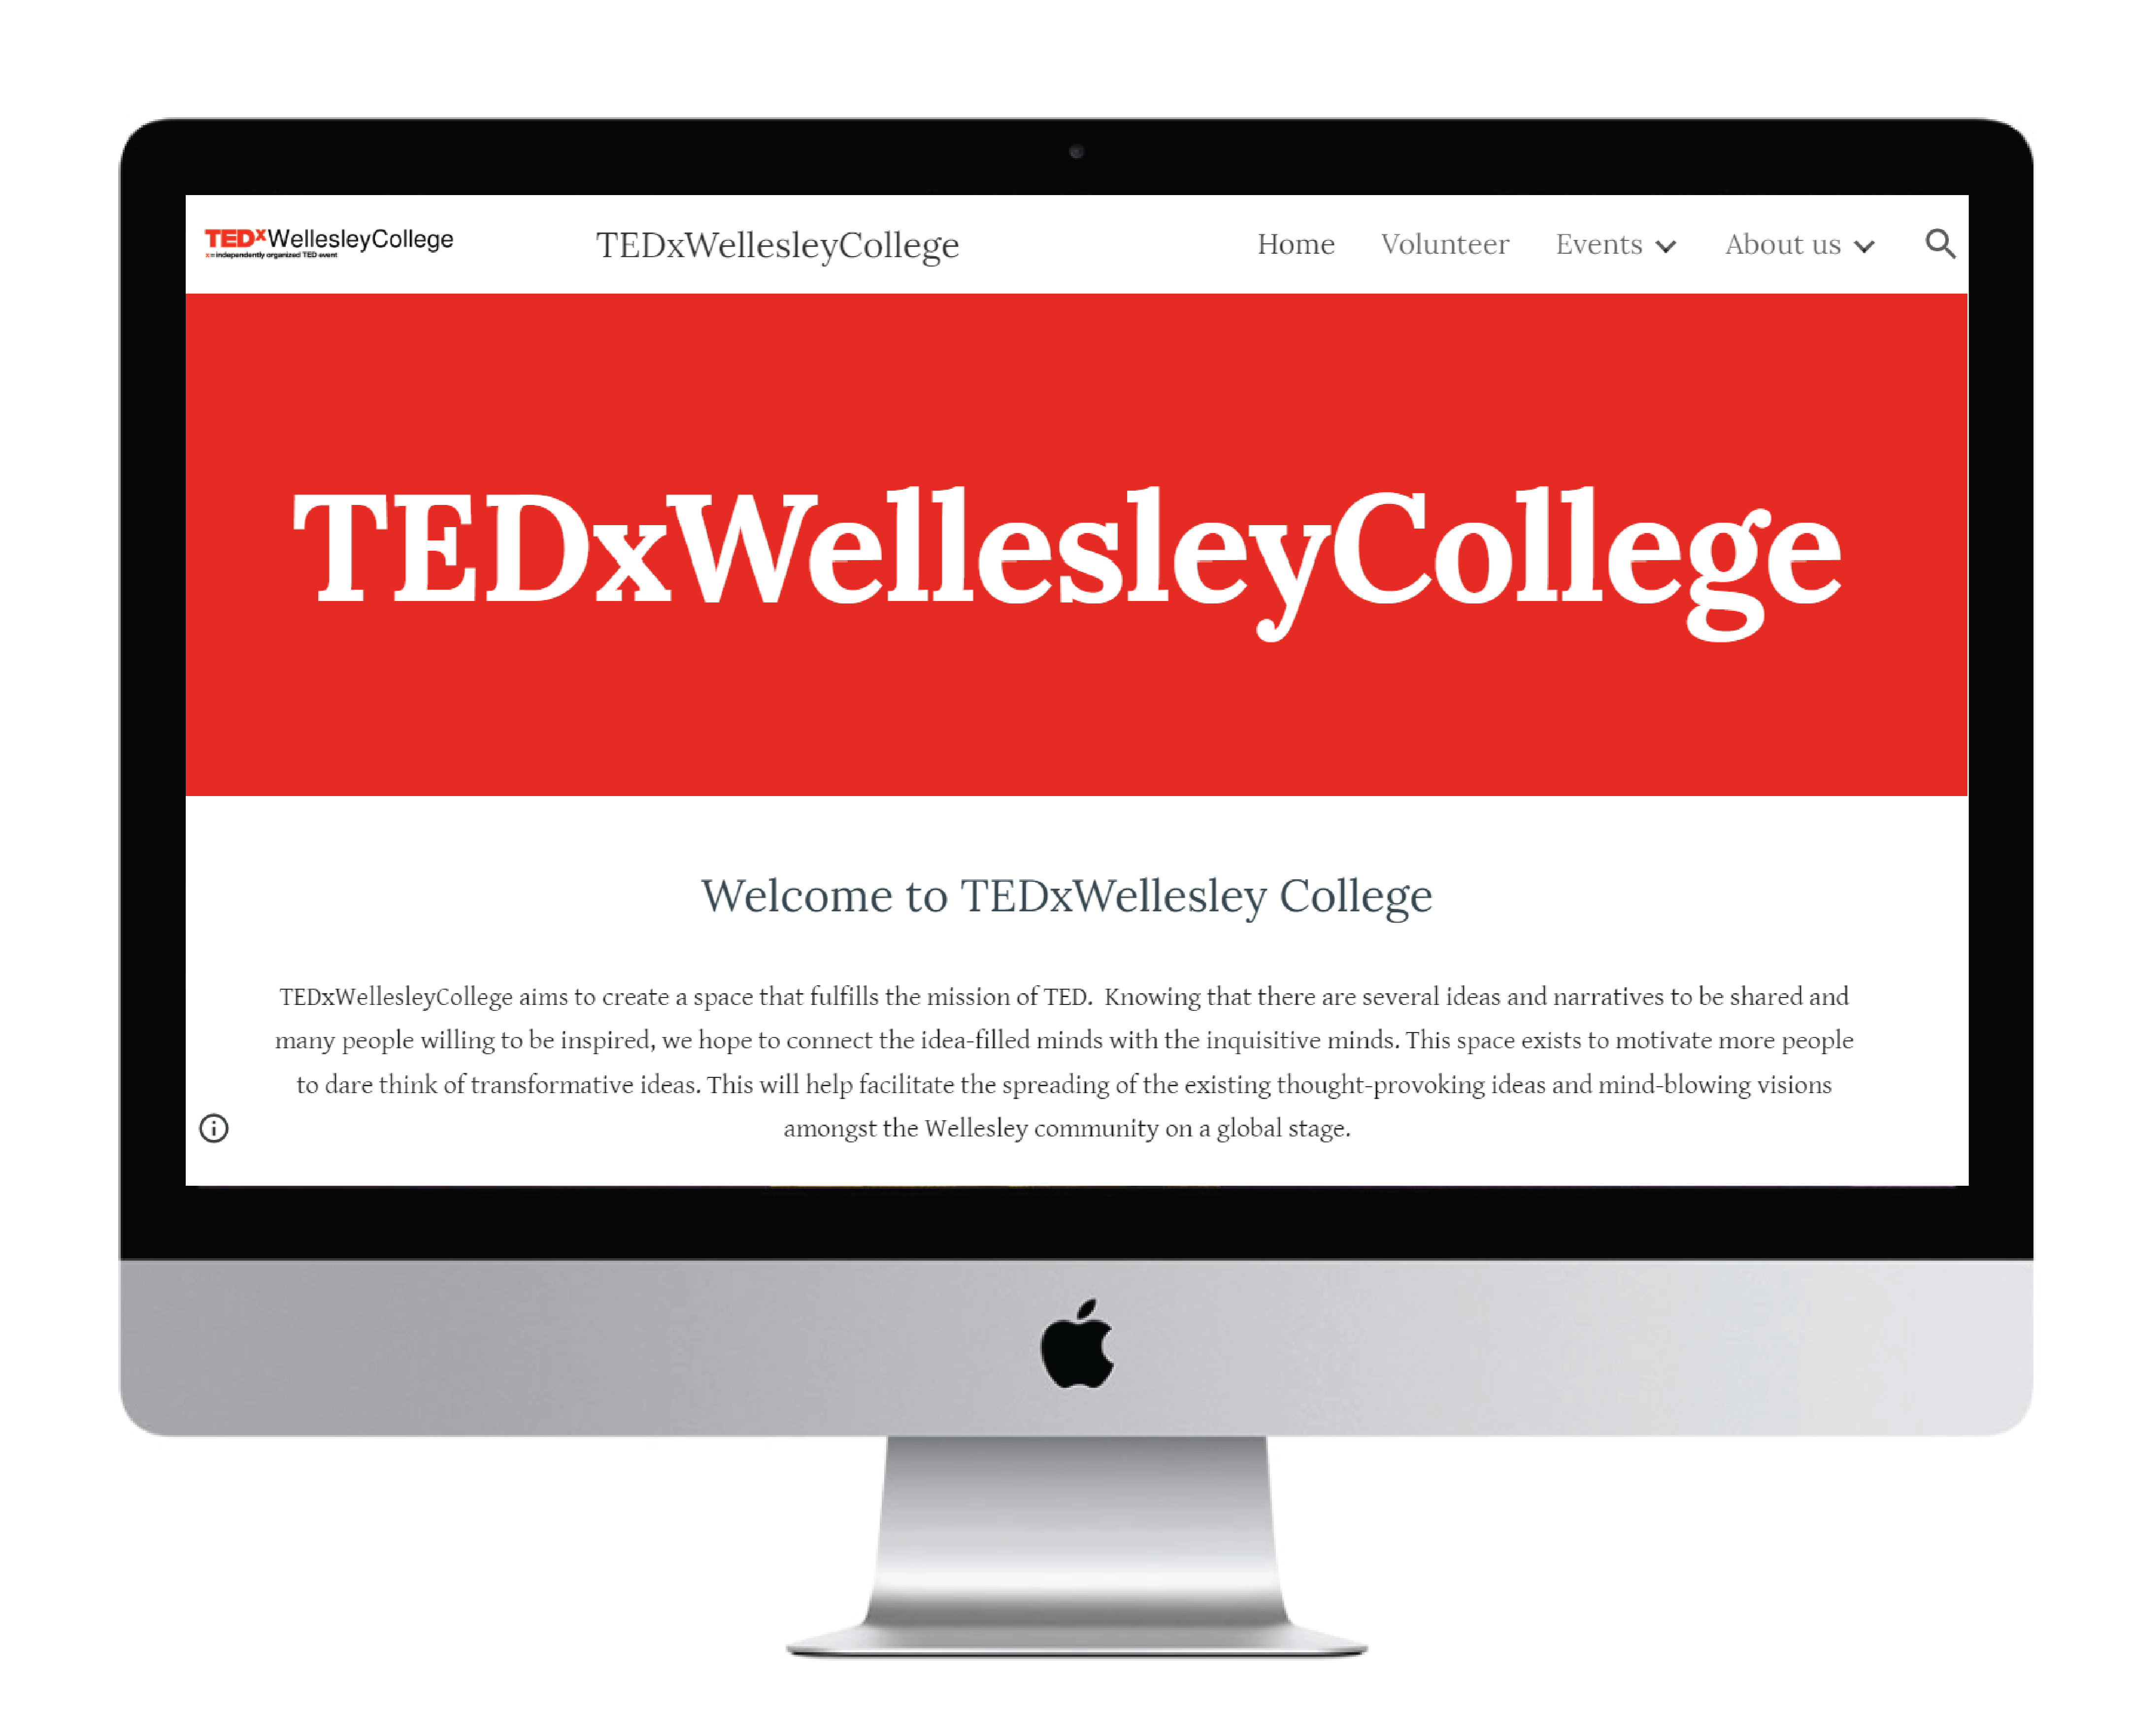 TEDxWellesleyCollege
x = independently organized TED event
TEDxWellesleyCollege
Home Volunteer Events About us
TEDxWellesleyCollege
Welcome to TEDxWellesley College
TEDxWellesleyCollege aims to create a space that fulfills the mission of TED.  Knowing that there are several ideas and narratives to be shared and
many people willing to be inspired, we hope to connect the idea-filled minds with the inquisitive minds. This space exists to motivate more people
to dare think of transformative ideas. This will help facilitate the spreading of the existing thought-provoking ideas and mind-blowing visions
amongst the Wellesley community on a global stage.